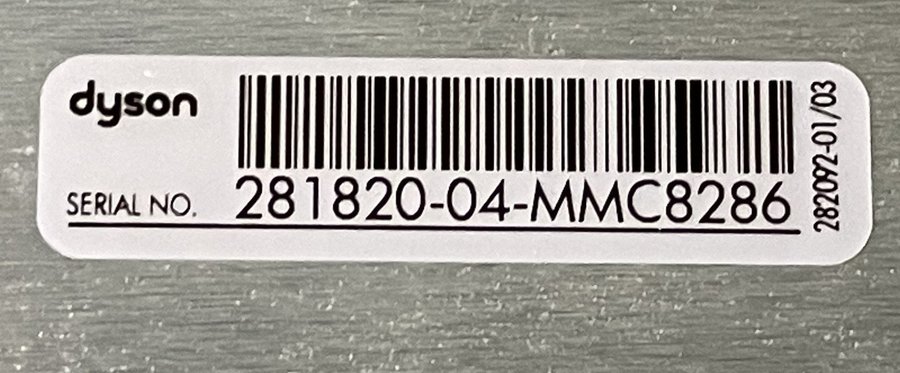 dyson
SERIAL NO. 281820-04-MMC8286
282092-01/03